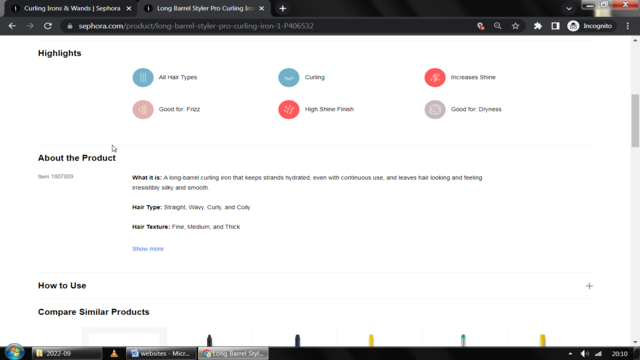 Curling Irons & Wands | Sephora
Long Barrel Styler Pro Curling Iron
sephora.com/product/long-barrel-styler-pro-curling-iron-1-P406532
Incognito
Highlights
All Hair Types
Curling
Increases Shine
Good for: Frizz
High Shine Finish
Good for: Dryness
About the Product
Item 1807809
What it is: A long-barrel curling iron that keeps strands hydrated, even with continuous use, and leaves hair looking and feeling
irresistibly silky and smooth.
Hair Type: Straight, Wavy, Curly, and Coily
Hair Texture: Fine, Medium, and Thick
Show more
How to Use
Compare Similar Products
2022-09
websites - Micr...
Long Barrel Styl...
20:10